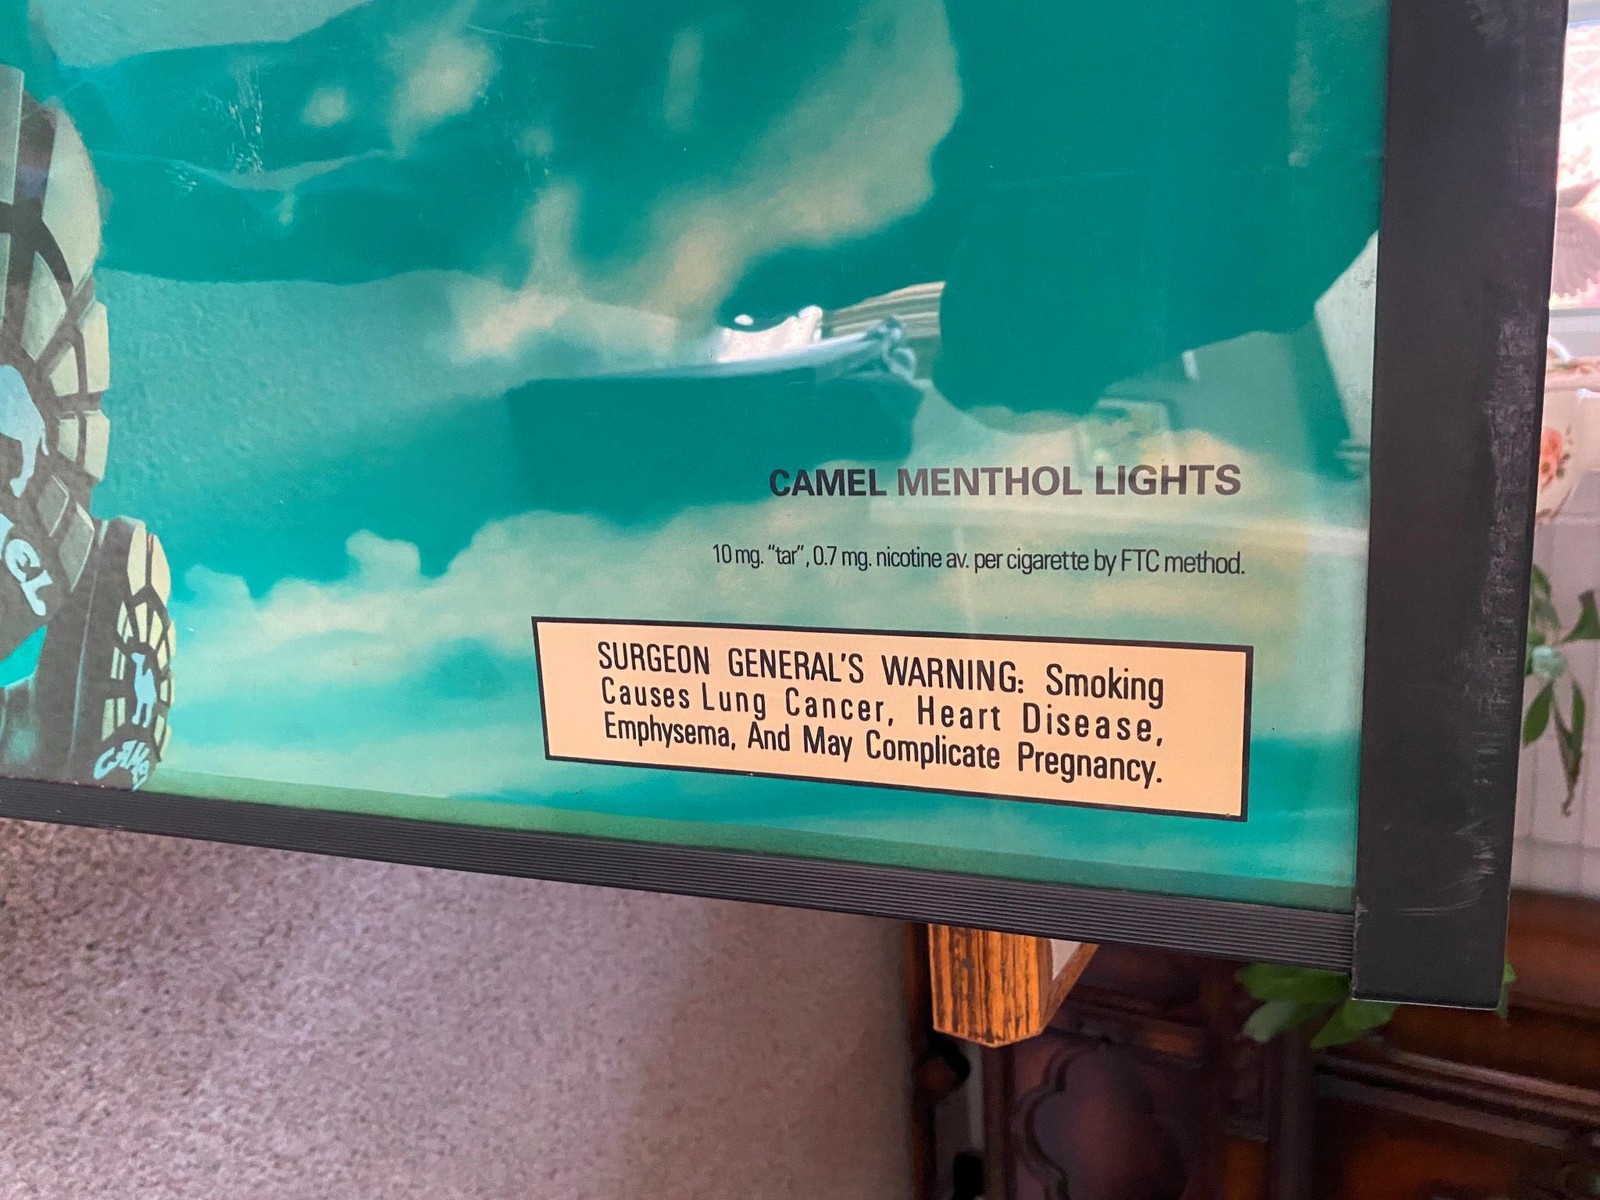 CAMEL MENTHOL LIGHTS
10 mg. "tar", 0.7 mg. nicotine av. per cigarette by FTC method.
SURGEON GENERAL'S WARNING: Smoking
Causes Lung Cancer, Heart Disease,
Emphysema, And May Complicate Pregnancy.
CAMEL